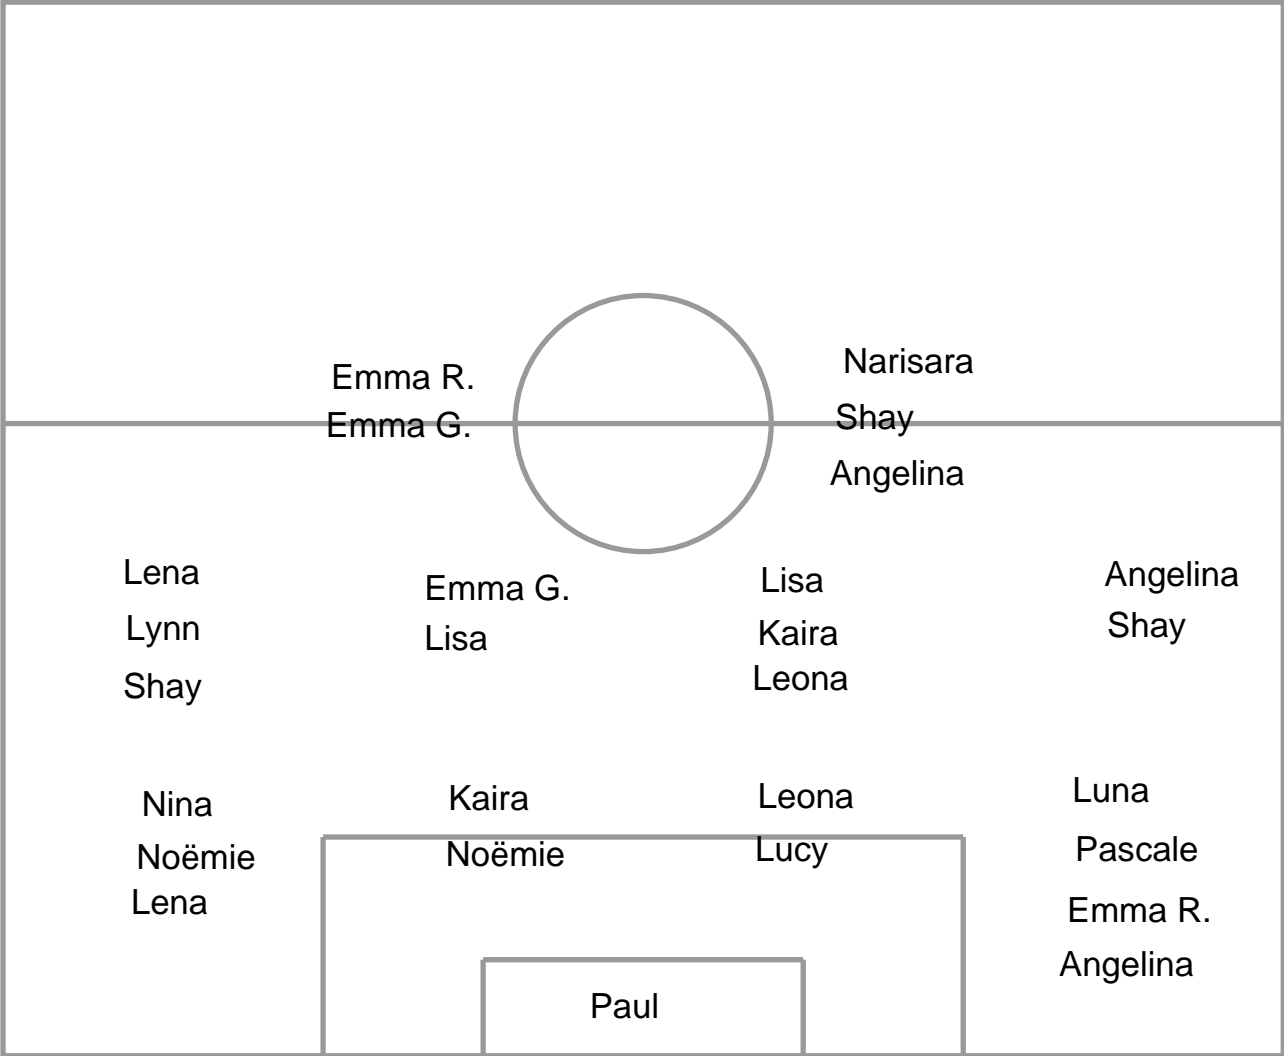 Emma R.
Emma G.
Narisara
Shay
Angelina
Lena
Lynn
Shay
Emma G.
Lisa
Lisa
Kaira
Leona
Angelina
Shay
Nina
Noëmie
Lena
Kaira
Noëmie
Leona
Lucy
Luna
Pascale
Emma R.
Angelina
Paul